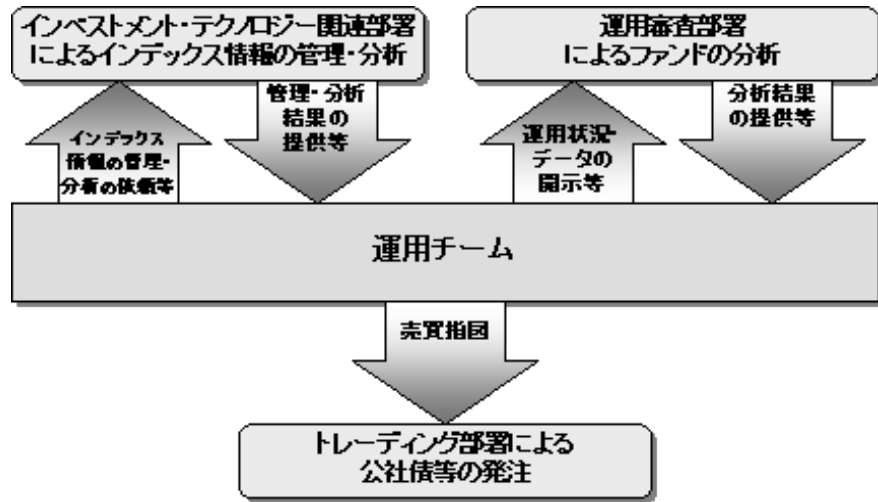 インベストメント・テクノロジー関連部署
によるインデックス情報の管理・分析
運用審査部署
によるファンドの分析
インデックス
情報の管理・
分析の依頼等
管理・分析
結果の
提供等
運用状況・
データの
開示等
分析結果
の提供等
運用チーム
売買指図
トレーディング部署による
公社債等の発注